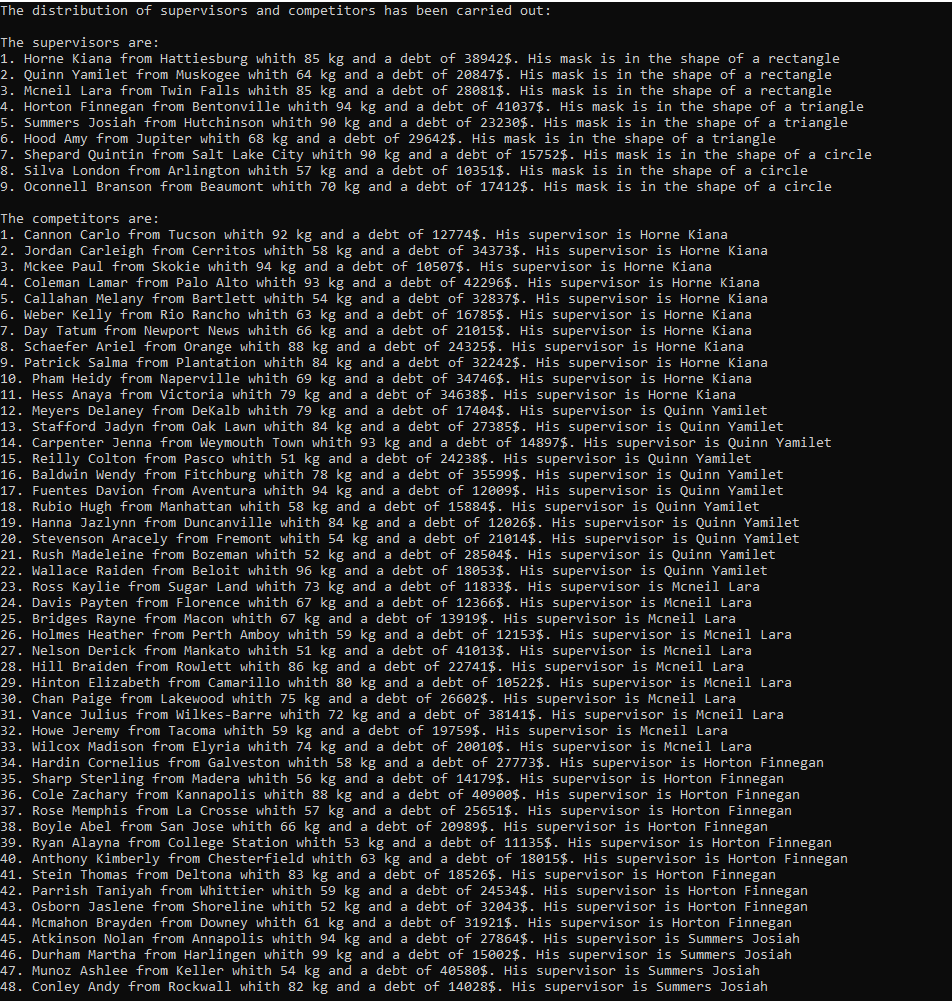 The distribution of supervisors and competitors has been carried out:
The supervisors are:
1. Horne Kiana from Hattiesburg whith 85 kg and a debt of 38942$. His mask is in the shape of a rectangle
2. Quinn Yamilet from Muskogee whith 64 kg and a debt of 20847$. His mask is in the shape of a rectangle
3. Mcneil Lara from Twin Falls whith 85 kg and a debt of 28081$. His mask is in the shape of a rectangle
4. Horton Finnegan from Bentonville whith 94 kg and a debt of 41037$. His mask is in the shape of a triangle
5. Summers Josiah from Hutchinson whith 90 kg and a debt of 23230$. His mask is in the shape of a triangle
6. Hood Amy from Jupiter whith 68 kg and a debt of 29642$. His mask is in the shape of a triangle
7. Shepard Quintin from Salt Lake City whith 90 kg and a debt of 15752$. His mask is in the shape of a circle
8. Silva London from Arlington whith 57 kg and a debt of 10351$. His mask is in the shape of a circle
9. Oconnell Branson from Beaumont whith 70 kg and a debt of 17412$. His mask is in the shape of a circle
The competitors are:
1. Cannon Carlo from Tucson whith 92 kg and a debt of 12774$. His supervisor is Horne Kiana
2. Jordan Carleigh from Cerritos whith 58 kg and a debt of 34373$. His supervisor is Horne Kiana
3. Mckee Paul from Skokie whith 94 kg and a debt of 10507$. His supervisor is Horne Kiana
4. Coleman Lamar from Palo Alto whith 93 kg and a debt of 42296$. His supervisor is Horne Kiana
5. Callahan Melany from Bartlett whith 54 kg and a debt of 32837$. His supervisor is Horne Kiana
6. Weber Kelly from Rio Rancho whith 63 kg and a debt of 16785$. His supervisor is Horne Kiana
7. Day Tatum from Newport News whith 66 kg and a debt of 21015$. His supervisor is Horne Kiana
8. Schaefer Ariel from Orange whith 88 kg and a debt of 24325$. His supervisor is Horne Kiana
9. Patrick Salma from Plantation whith 84 kg and a debt of 32242$. His supervisor is Horne Kiana
10. Pham Heidy from Naperville whith 69 kg and a debt of 34746$. His supervisor is Horne Kiana
11. Hess Anaya from Victoria whith 79 kg and a debt of 34638$. His supervisor is Horne Kiana
12. Meyers Delaney from DeKalb whith 79 kg and a debt of 17404$. His supervisor is Quinn Yamilet
13. Stafford Jadyn from Oak Lawn whith 84 kg and a debt of 27385$. His supervisor is Quinn Yamilet
14. Carpenter Jenna from Weymouth Town whith 93 kg and a debt of 14897$. His supervisor is Quinn Yamilet
15. Reilly Colton from Pasco whith 51 kg and a debt of 24238$. His supervisor is Quinn Yamilet
16. Baldwin Wendy from Fitchburg whith 78 kg and a debt of 35599$. His supervisor is Quinn Yamilet
17. Fuentes Davion from Aventura whith 94 kg and a debt of 12009$. His supervisor is Quinn Yamilet
18. Rubio Hugh from Manhattan whith 58 kg and a debt of 15884$. His supervisor is Quinn Yamilet
19. Hanna Jazlynn from Duncanville whith 84 kg and a debt of 12026$. His supervisor is Quinn Yamilet
20. Stevenson Aracely from Fremont whith 54 kg and a debt of 21014$. His supervisor is Quinn Yamilet
21. Rush Madeleine from Bozeman whith 52 kg and a debt of 28504$. His supervisor is Quinn Yamilet
22. Wallace Raiden from Beloit whith 96 kg and a debt of 18053$. His supervisor is Quinn Yamilet
23. Ross Kaylie from Sugar Land whith 73 kg and a debt of 11833$. His supervisor is Mcneil Lara
24. Davis Payten from Florence whith 67 kg and a debt of 12366$. His supervisor is Mcneil Lara
25. Bridges Rayne from Macon whith 67 kg and a debt of 13919$. His supervisor is Mcneil Lara
26. Holmes Heather from Perth Amboy whith 59 kg and a debt of 12153$. His supervisor is Mcneil Lara
27. Nelson Derick from Mankato whith 51 kg and a debt of 41013$. His supervisor is Mcneil Lara
28. Hill Braiden from Rowlett whith 86 kg and a debt of 22741$. His supervisor is Mcneil Lara
29. Hinton Elizabeth from Camarillo whith 80 kg and a debt of 10522$. His supervisor is Mcneil Lara
30. Chan Paige from Lakewood whith 75 kg and a debt of 26602$. His supervisor is Mcneil Lara
31. Vance Julius from Wilkes-Barre whith 72 kg and a debt of 38141$. His supervisor is Mcneil Lara
32. Howe Jeremy from Tacoma whith 59 kg and a debt of 19759$. His supervisor is Mcneil Lara
33. Wilcox Madison from Elyria whith 74 kg and a debt of 20010$. His supervisor is Mcneil Lara
34. Hardin Cornelius from Galveston whith 58 kg and a debt of 27773$. His supervisor is Horton Finnegan
35. Sharp Sterling from Madera whith 56 kg and a debt of 14179$. His supervisor is Horton Finnegan
36. Cole Zachary from Kannapolis whith 88 kg and a debt of 40900$. His supervisor is Horton Finnegan
37. Rose Memphis from La Crosse whith 57 kg and a debt of 25651$. His supervisor is Horton Finnegan
38. Boyle Abel from San Jose whith 66 kg and a debt of 20989$. His supervisor is Horton Finnegan
39. Ryan Alayna from College Station whith 53 kg and a debt of 11135$. His supervisor is Horton Finnegan
40. Anthony Kimberly from Chesterfield whith 63 kg and a debt of 18015$. His supervisor is Horton Finnegan
41. Stein Thomas from Deltona whith 83 kg and a debt of 18526$. His supervisor is Horton Finnegan
42. Parrish Taniyah from Whittier whith 59 kg and a debt of 24534$. His supervisor is Horton Finnegan
43. Osborn Jaslene from Shoreline whith 52 kg and a debt of 32043$. His supervisor is Horton Finnegan
44. Mcmahon Brayden from Downey whith 61 kg and a debt of 31921$. His supervisor is Horton Finnegan
45. Atkinson Nolan from Annapolis whith 94 kg and a debt of 27864$. His supervisor is Summers Josiah
46. Durham Martha from Harlingen whith 99 kg and a debt of 15002$. His supervisor is Summers Josiah
47. Munoz Ashlee from Keller whith 54 kg and a debt of 40580$. His supervisor is Summers Josiah
48. Conley Andy from Rockwall whith 82 kg and a debt of 14028$. His supervisor is Summers Josiah